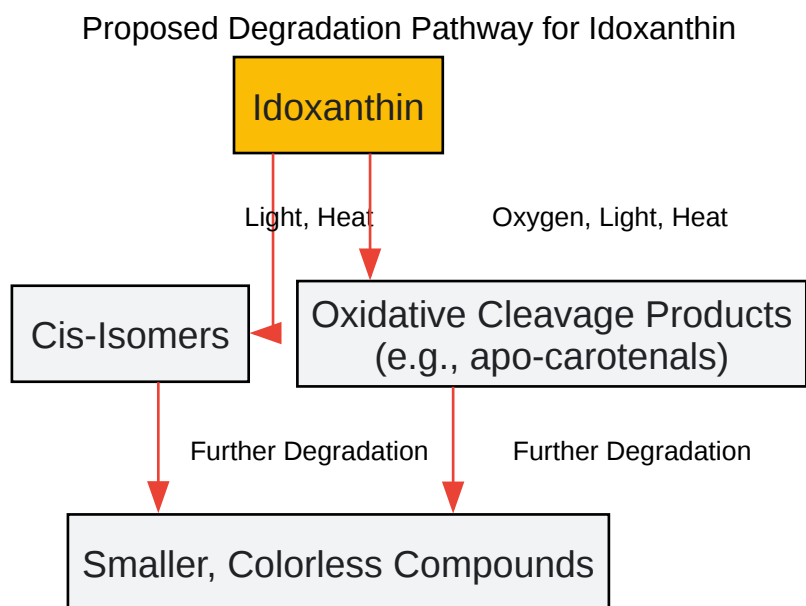 Proposed Degradation Pathway for Idoxanthin
Idoxanthin
Light, Heat
Oxygen, Light, Heat
Cis-Isomers
Oxidative Cleavage Products
(e.g., apo-carotenals)
Further Degradation
Further Degradation
Smaller, Colorless Compounds